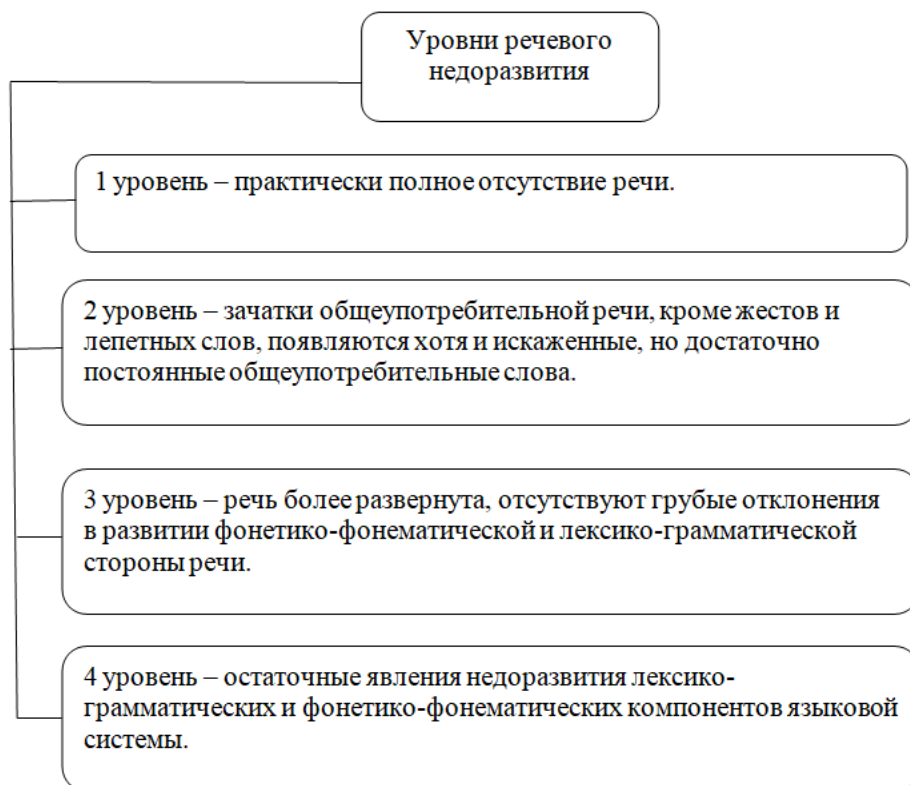 Уровни речевого
недоразвития
1 уровень – практически полное отсутствие речи.
2 уровень – зачатки общеупотребительной речи, кроме жестов и
лепетных слов, появляются хотя и искаженные, но достаточно
постоянные общеупотребительные слова.
3 уровень – речь более развернута, отсутствуют грубые отклонения
в развитии фонетико-фонематической и лексико-грамматической
стороны речи.
4 уровень – остаточные явления недоразвития лексико-
грамматических и фонетико-фонематических компонентов языковой
системы.